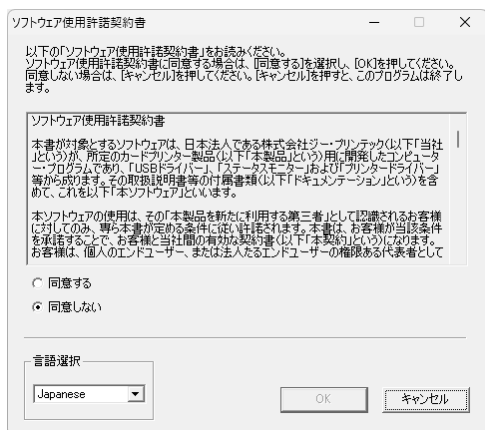 ソフトウェア使用許諾契約書
以下の「ソフトウェア使用許諾契約書」をお読みください。
ソフトウェア使用許諾契約書に同意する場合は、[同意する]を選択し、[OK]を押してください。
同意しない場合は、[キャンセル]を押してください。[キャンセル]を押すと、このプログラムは終了し
ます。
ソフトウェア使用許諾契約書
本書が対象とするソフトウェアは、日本法人である株式会社ジー・プリンテック(以下「当社
」という)が、所定のカードプリンター製品(以下「本製品」という)用に開発したコンピュータ
ー・プログラムであり、「USBドライバー」、「ステータスモニター」および「プリンタードライバー」
等から成ります。その取扱説明書等の付属書類(以下「ドキュメンテーション」という)を含
めて、これを以下「本ソフトウェア」といいます。
本ソフトウェアの使用は、その「本製品を新たに利用する第三者」として認識されるお客様
に対してのみ、専ら本書が定める条件に従い許諾されます。本書は、お客様が当該条件
を承諾することで、お客様と当社間の有効な契約書(以下「本契約」という)になります。
お客様は、個人のエンドユーザー、または法人たるエンドユーザーの権限ある代表者として
同意する
同意しない
言語選択
Japanese
OK
キャンセル